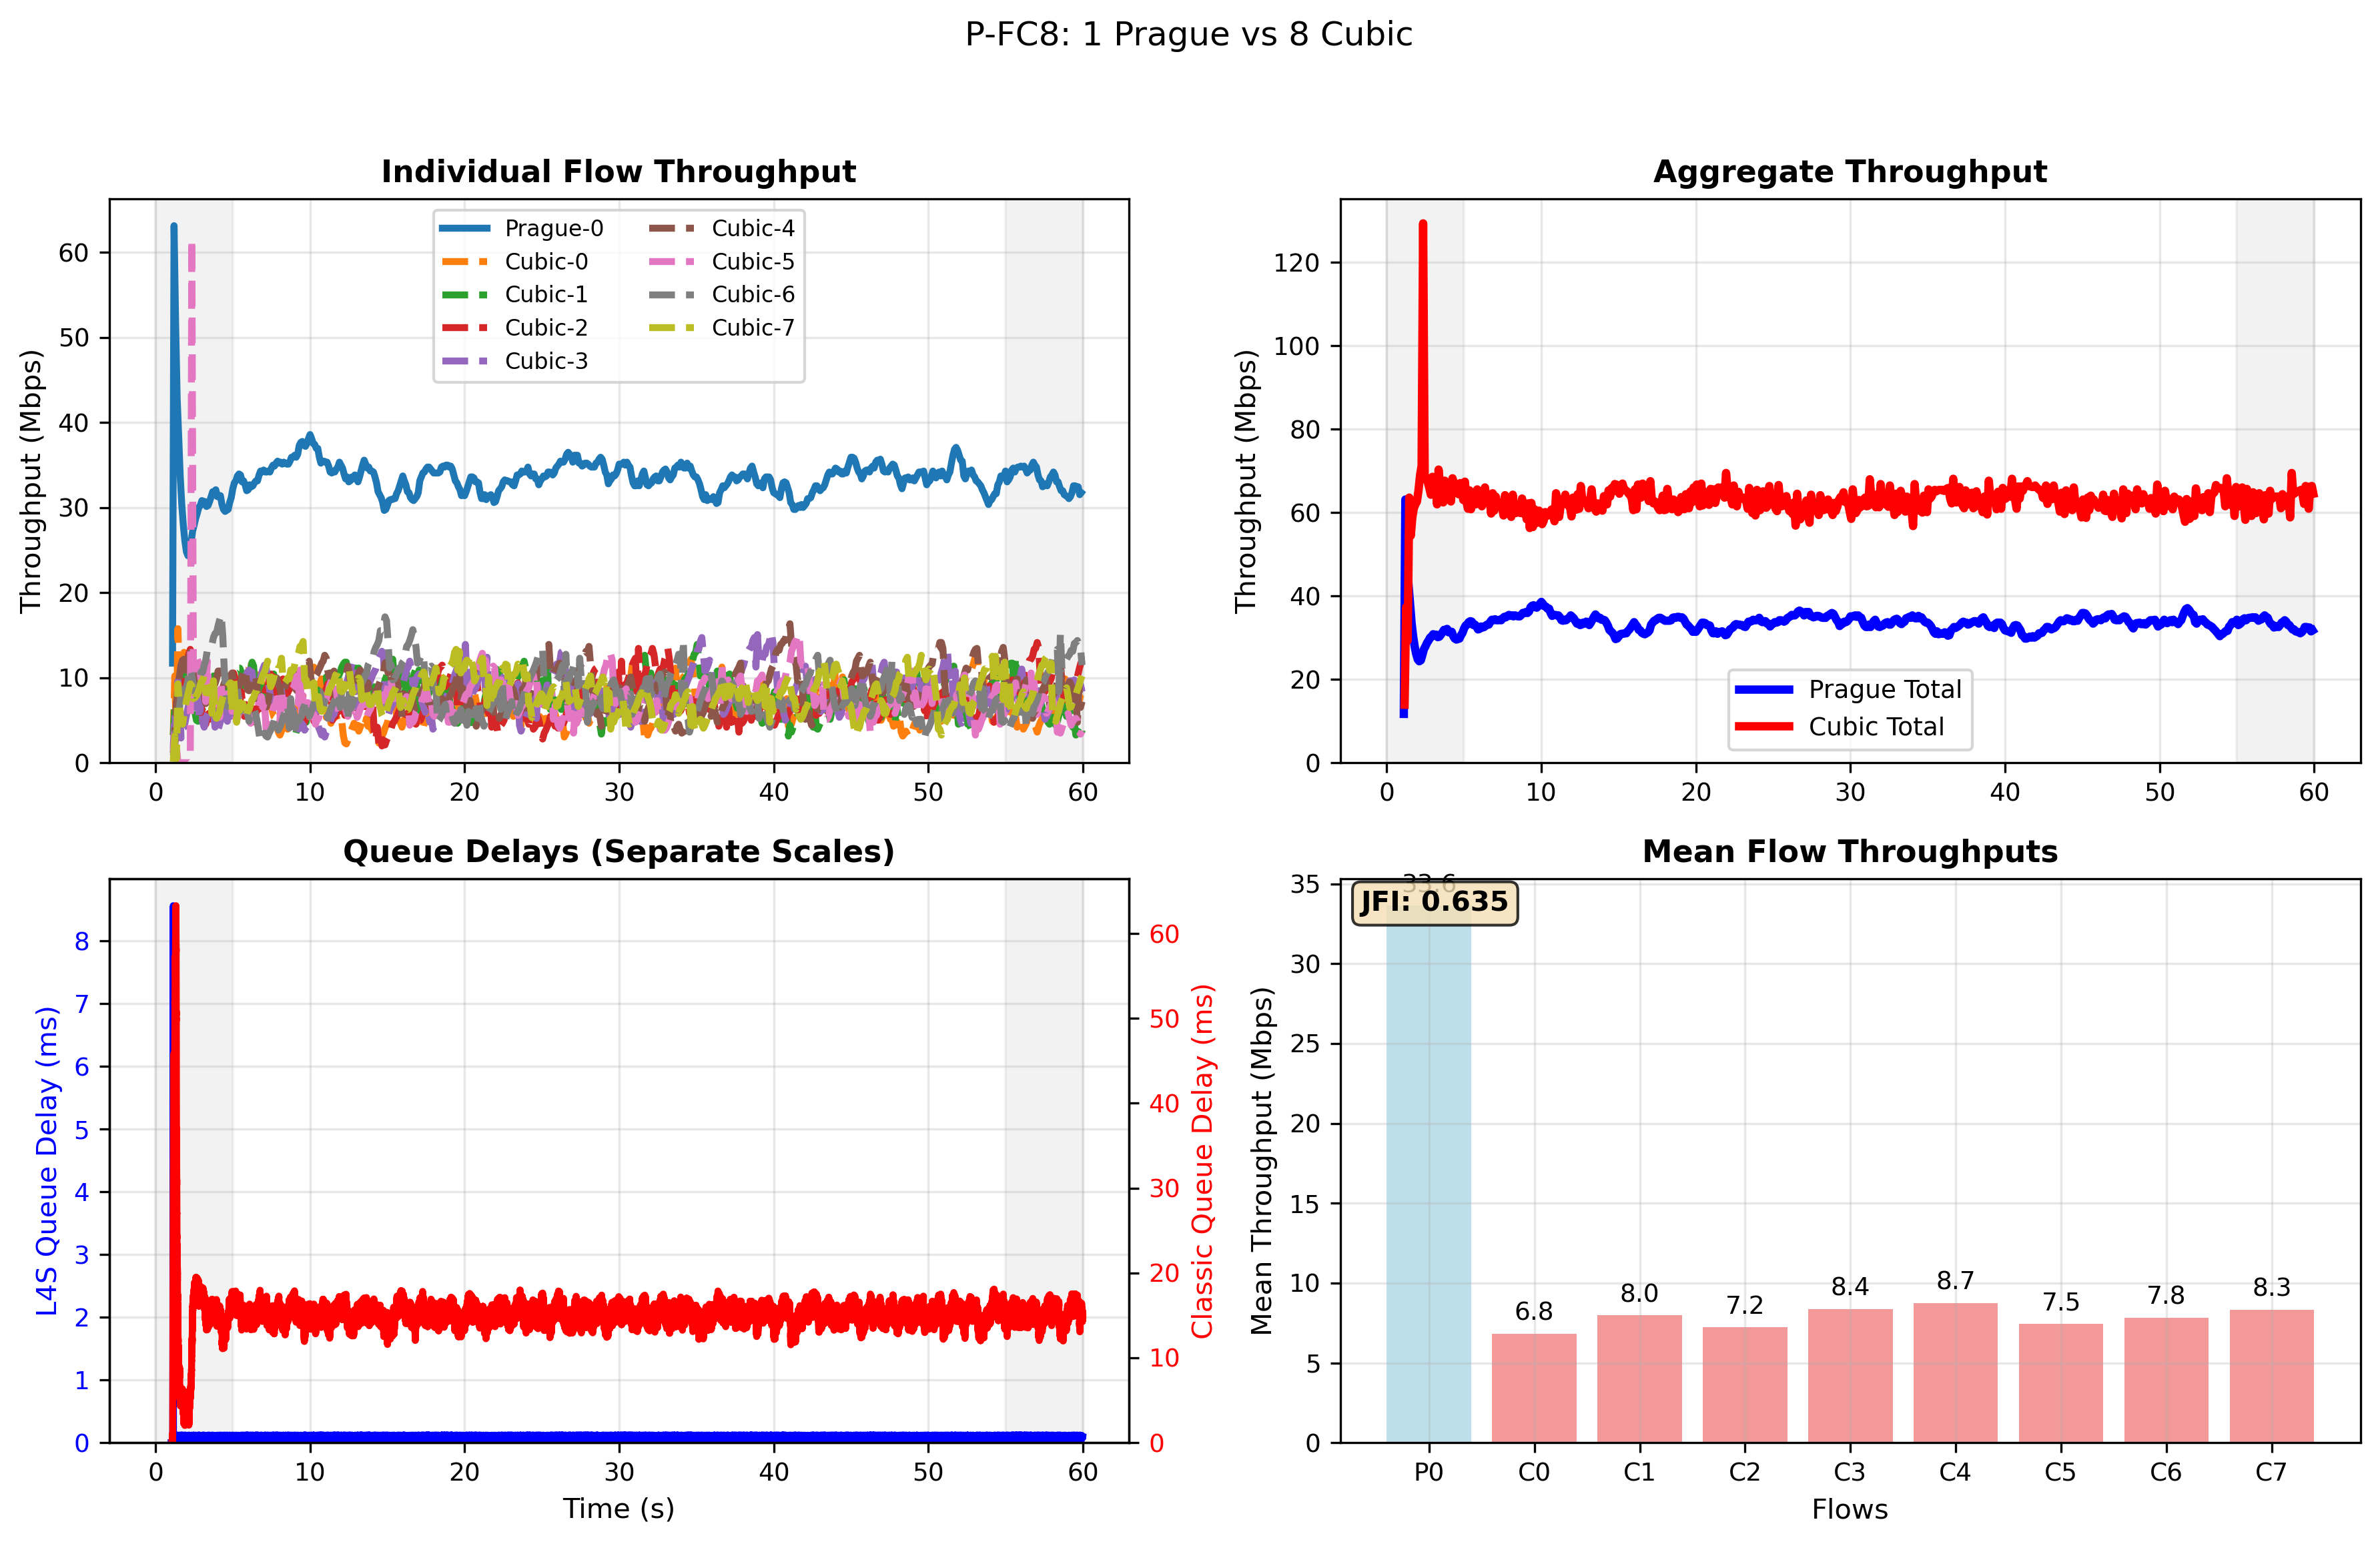 P-FC8: 1 Prague vs 8 Cubic
Individual Flow Throughput
Throughput (Mbps)
60
50
40
30
20
10
0
0 10 20 30 40 50 60
Prague-0
Cubic-0
Cubic-1
Cubic-2
Cubic-3
Cubic-4
Cubic-5
Cubic-6
Cubic-7
Aggregate Throughput
Throughput (Mbps)
120
100
80
60
40
20
0
0 10 20 30 40 50 60
Prague Total
Cubic Total
Queue Delays (Separate Scales)
L4S Queue Delay (ms)
8
7
6
5
4
3
2
1
0
0 10 20 30 40 50 60
Time (s)
60
50
40
30
20
10
0
Classic Queue Delay (ms)
Mean Flow Throughputs
Mean Throughput (Mbps)
35
30
25
20
15
10
5
0
33.6
JFI: 0.635
6.8 8.0 7.2 8.4 8.7 7.5 7.8 8.3
P0 C0 C1 C2 C3 C4 C5 C6 C7
Flows